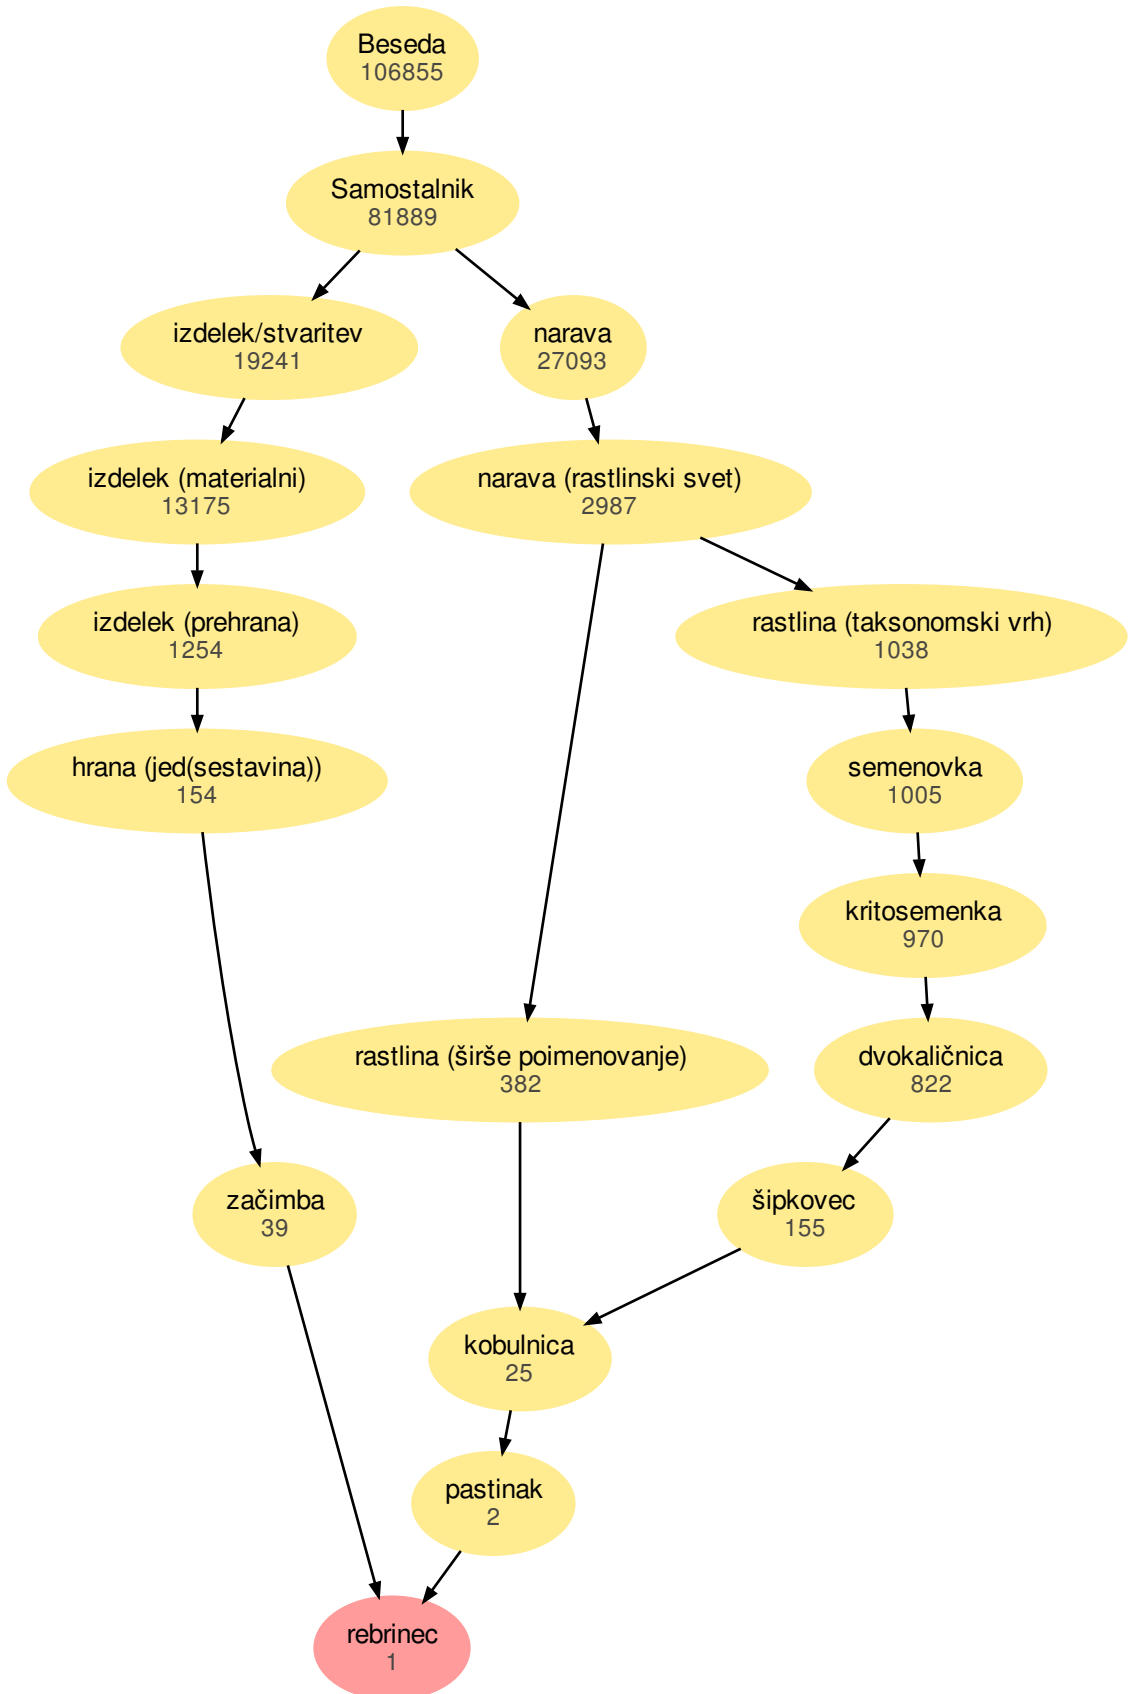 Beseda
106855
Samostalnik
81889
izdelek/stvaritev
19241
narava
27093
izdelek (materialni)
13175
narava (rastlinski svet)
2987
izdelek (prehrana)
1254
rastlina (taksonomski vrh)
1038
hrana (jed(sestavina))
154
semenovka
1005
kritosemenka
970
rastlina (širše poimenovanje)
382
dvokaličnica
822
začimba
39
šipkovec
155
kobulnica
25
pastinak
2
rebrinec
1